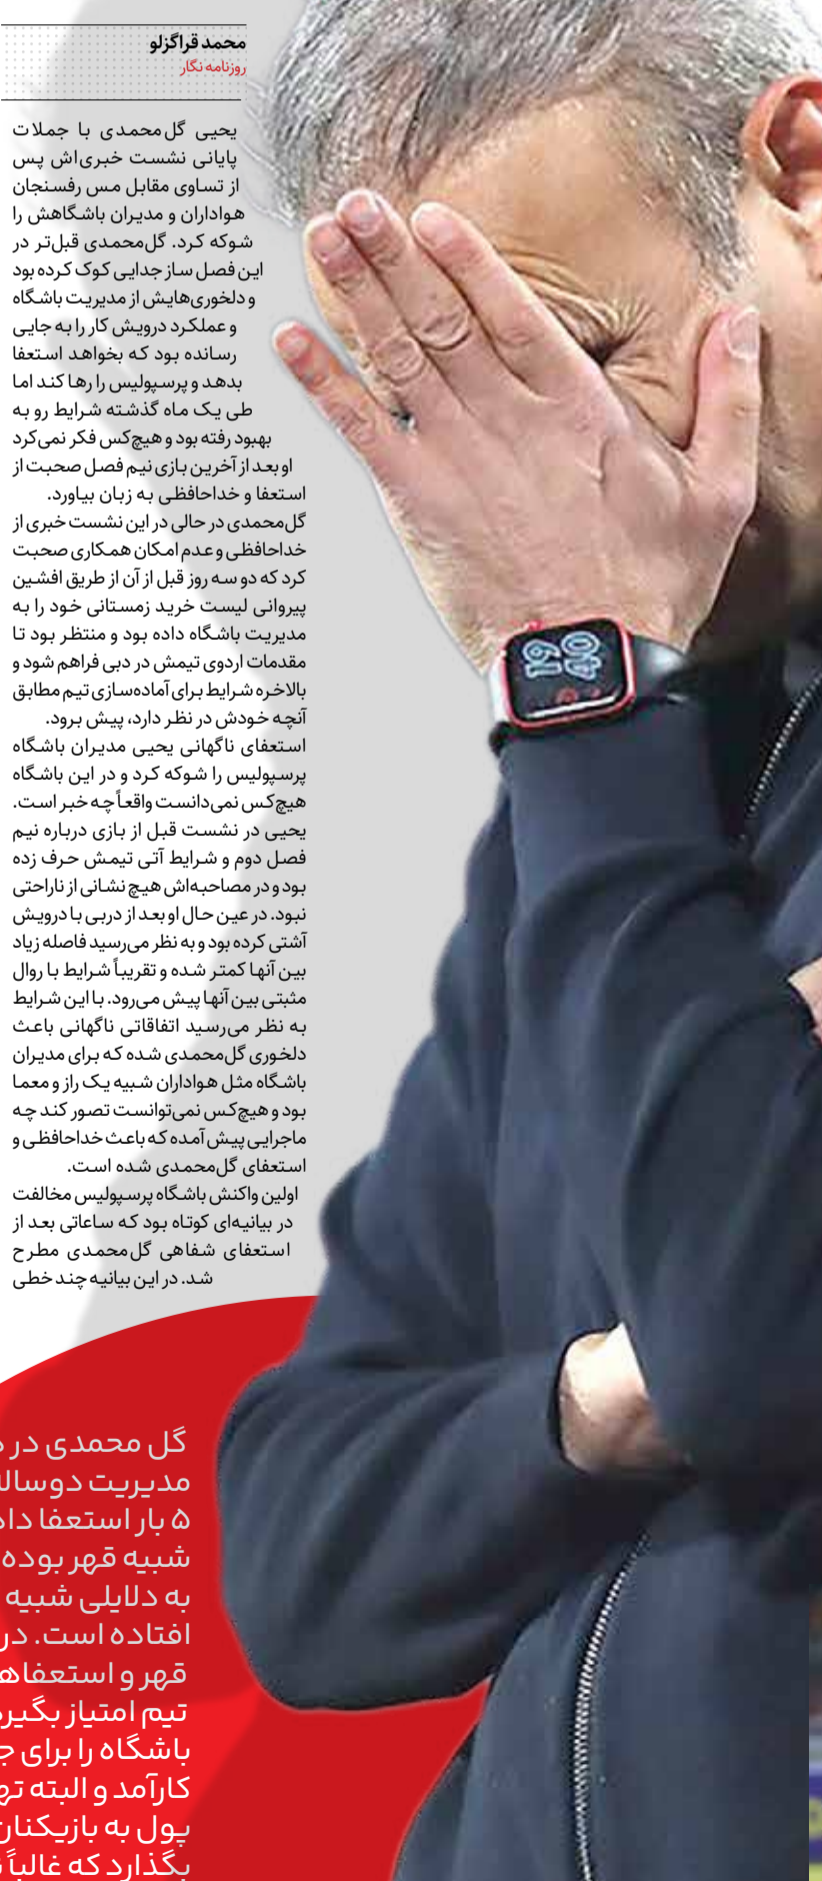 محمد قراگزلو
روزنامه‌نگار
یحیی گل‌محمدی با جملات
پایانی نشست خبری‌اش پس
از تساوی مقابل مس رفسنجان
هواداران و مدیران باشگاهش را
شوکه کرد. گل‌محمدی قبل‌تر در
این فصل ساز جدایی کوک کرده بود
و دلخوری‌هایش از مدیریت باشگاه
و عملکرد درویش کار را به جایی
رسانده بود که بخواهد استعفا
بدهد و پرسپولیس را رها کند اما
طی یک ماه گذشته شرایط رو به
بهبود رفته بود و هیچ‌کس فکر نمی‌کرد
او بعد از آخرین بازی نیم فصل صحبت از
استعفا و خداحافظی به زبان بیاورد.
گل‌محمدی در حالی در این نشست خبری از
خداحافظی و عدم امکان همکاری صحبت
کرد که دو سه روز قبل از آن از طریق افشین
پیروانی لیست خرید زمستانی خود را به
مدیریت باشگاه داده بود و منتظر بود تا
مقدمات اردوی تیمش در دبی فراهم شود و
بالاخره شرایط برای آماده‌سازی تیم مطابق
آنچه خودش در نظر دارد، پیش برود.
استعفای ناگهانی یحیی مدیران باشگاه
پرسپولیس را شوکه کرد و در این باشگاه
هیچ‌کس نمی‌دانست واقعاً چه خبر است.
یحیی در نشست قبل از بازی درباره نیم
فصل دوم و شرایط آتی تیمش حرف زده
بود و در مصاحبه‌اش هیچ نشانی از ناراحتی
نبود. در عین حال او بعد از دربی با درویش
آشتی کرده بود و به نظر می‌رسید فاصله زیاد
بین آنها کمتر شده و تقریباً شرایط با روال
مثبتی بین آنها پیش می‌رود. با این شرایط
به نظر می‌رسید اتفاقاتی ناگهانی باعث
دلخوری گل‌محمدی شده که برای مدیران
باشگاه مثل هواداران شبیه یک راز و معما
بود و هیچ‌کس نمی‌توانست تصور کند چه
ماجرایی پیش آمده که باعث خداحافظی و
استعفای گل‌محمدی شده است.
اولین واکنش باشگاه پرسپولیس مخالفت
در بیانیه‌ای کوتاه بود که ساعاتی بعد از
استعفای شفاهی گل‌محمدی مطرح
شد. در این بیانیه چند خطی
19
40
گل محمدی در
مدیریت دوساله
۵ بار استعفا
شبیه قهر بوده
به دلایلی شبیه
افتاده است. در
قهر و استعفاها
تیم امتیاز
باشگاه را برای
کارآمد و البته
پول به بازیکنان
بگذارد که غالباً